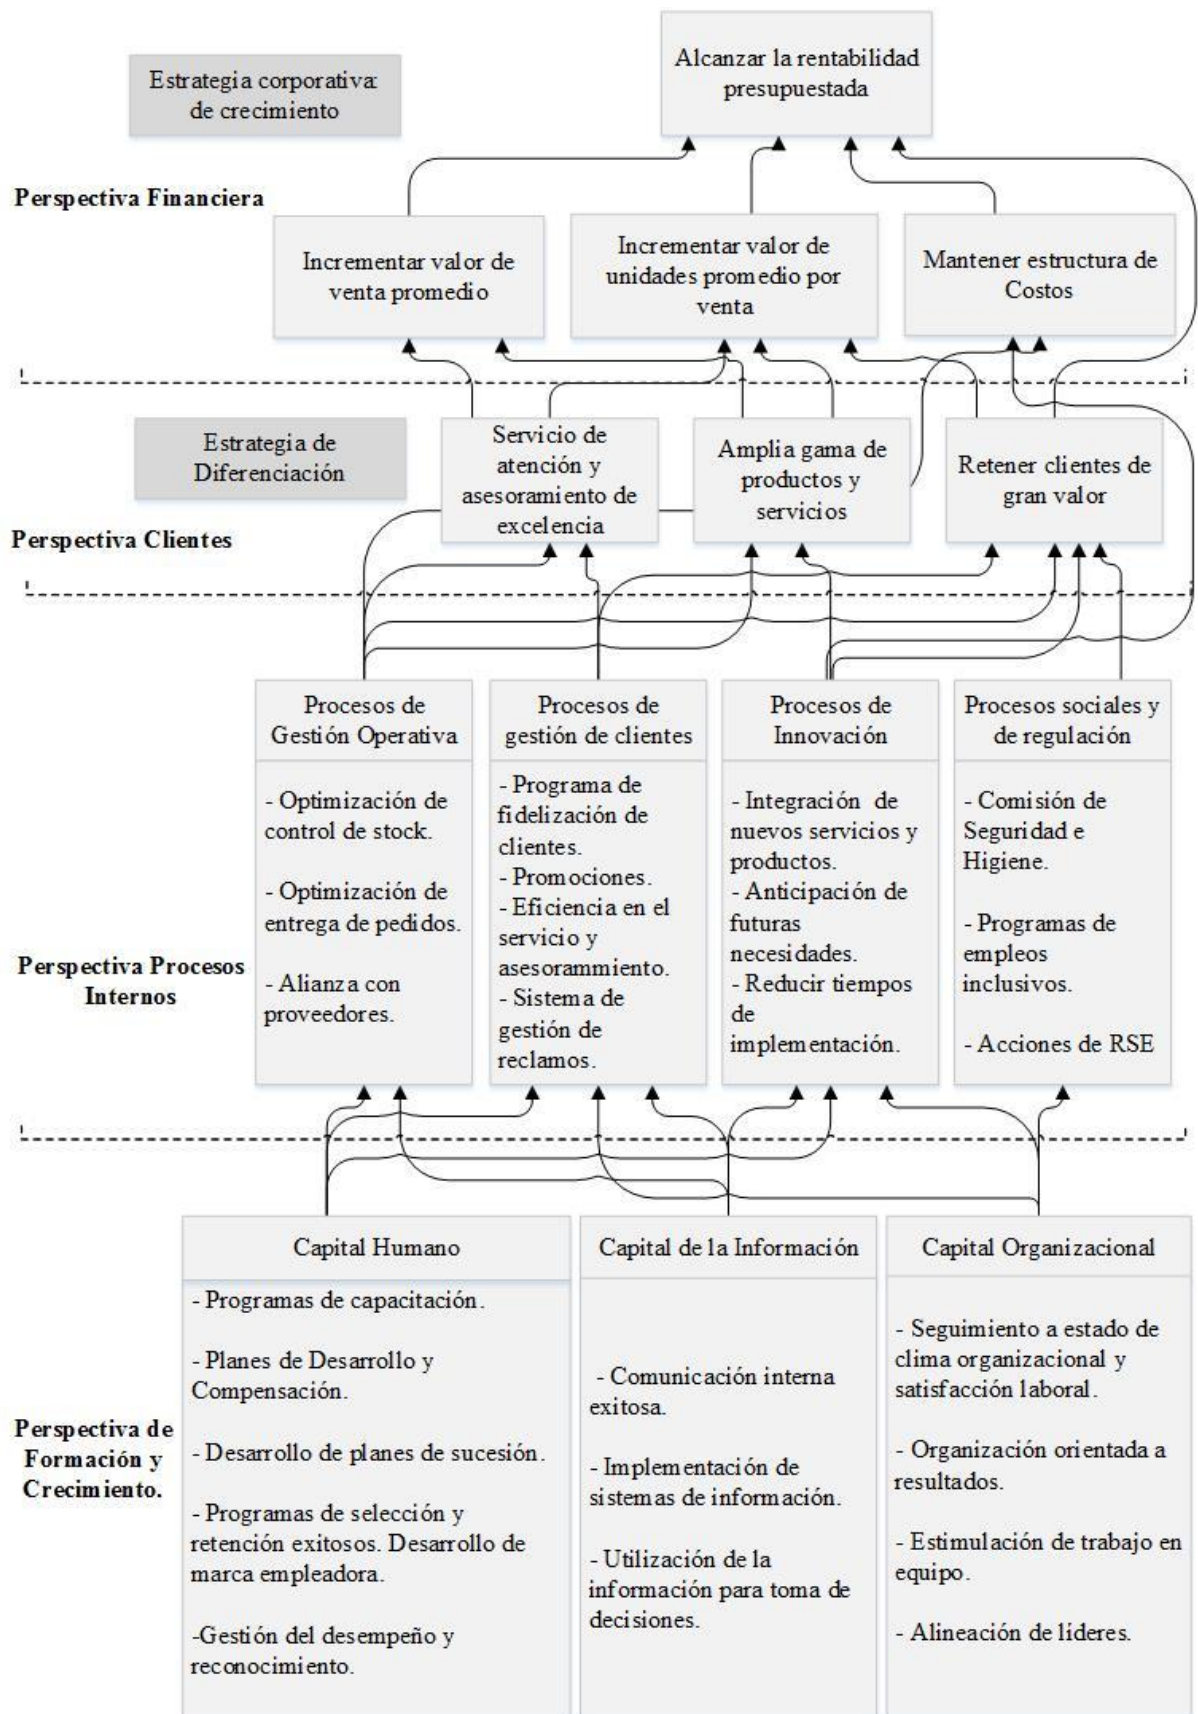 Alcanzar la rentabilidad
presupuestada
Estrategia corporativa:
de crecimiento
Perspectiva Financiera
Incrementar valor de
venta promedio
Incrementar valor de
unidades promedio por
venta
Mantener estructura de
Costos
Estrategia de
Diferenciación
Servicio de
atención y
asesoramiento de
excelencia
Amplia gama de
productos y
servicios
Retener clientes de
gran valor
Perspectiva Clientes
Procesos de
Gestión Operativa
- Optimización de
control de stock.
- Optimización de
entrega de pedidos.
- Alianza con
proveedores.
Procesos de
gestión de clientes
- Programa de
fidelización de
clientes.
- Promociones.
- Eficiencia en el
servicio y
asesorammiento.
- Sistema de
gestión de
reclamos.
Procesos de
Innovación
- Integración de
nuevos servicios y
productos.
- Anticipación de
futuras
necesidades.
- Reducir tiempos
de
implementación.
Procesos sociales y
de regulación
- Comisión de
Seguridad e
Higiene.
- Programas de
empleos
inclusivos.
- Acciones de RSE
Perspectiva Procesos
Internos
Capital Humano
- Programas de capacitación.
- Planes de Desarrollo y
Compensación.
- Desarrollo de planes de sucesión.
- Programas de selección y
retención exitosos. Desarrollo de
marca empleadora.
-Gestión del desempeño y
reconocimiento.
Capital de la Información
- Comunicación interna
exitosa.
- Implementación de
sistemas de información.
- Utilización de la
información para toma de
decisiones.
Capital Organizacional
- Seguimiento a estado de
clima organizacional y
satisfacción laboral.
- Organización orientada a
resultados.
- Estimulación de trabajo en
equipo.
- Alineación de líderes.
Perspectiva de
Formación y
Crecimiento.